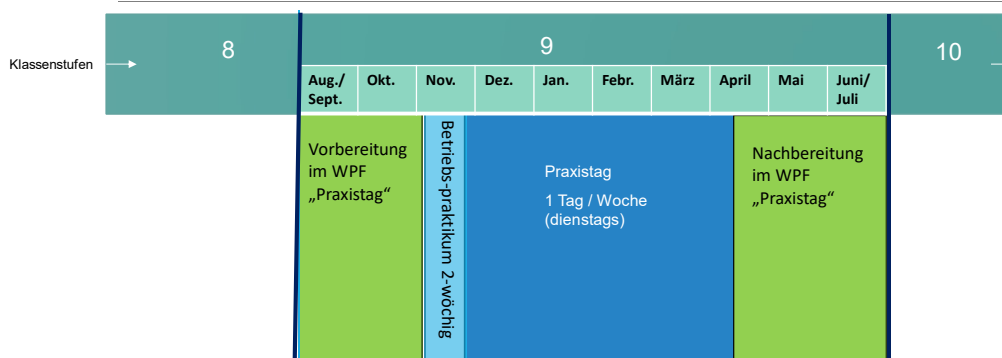 Klassenstufen
8
9
10
Aug./
Sept.
Okt.
Nov.
Dez.
Jan.
Febr.
März
April
Mai
Juni/
Juli
Vorbereitung
im WPF
„Praxistag“
Betriebs-praktikum 2-wöchig
Praxistag
1 Tag / Woche
(dienstags)
Nachbereitung
im WPF
„Praxistag“